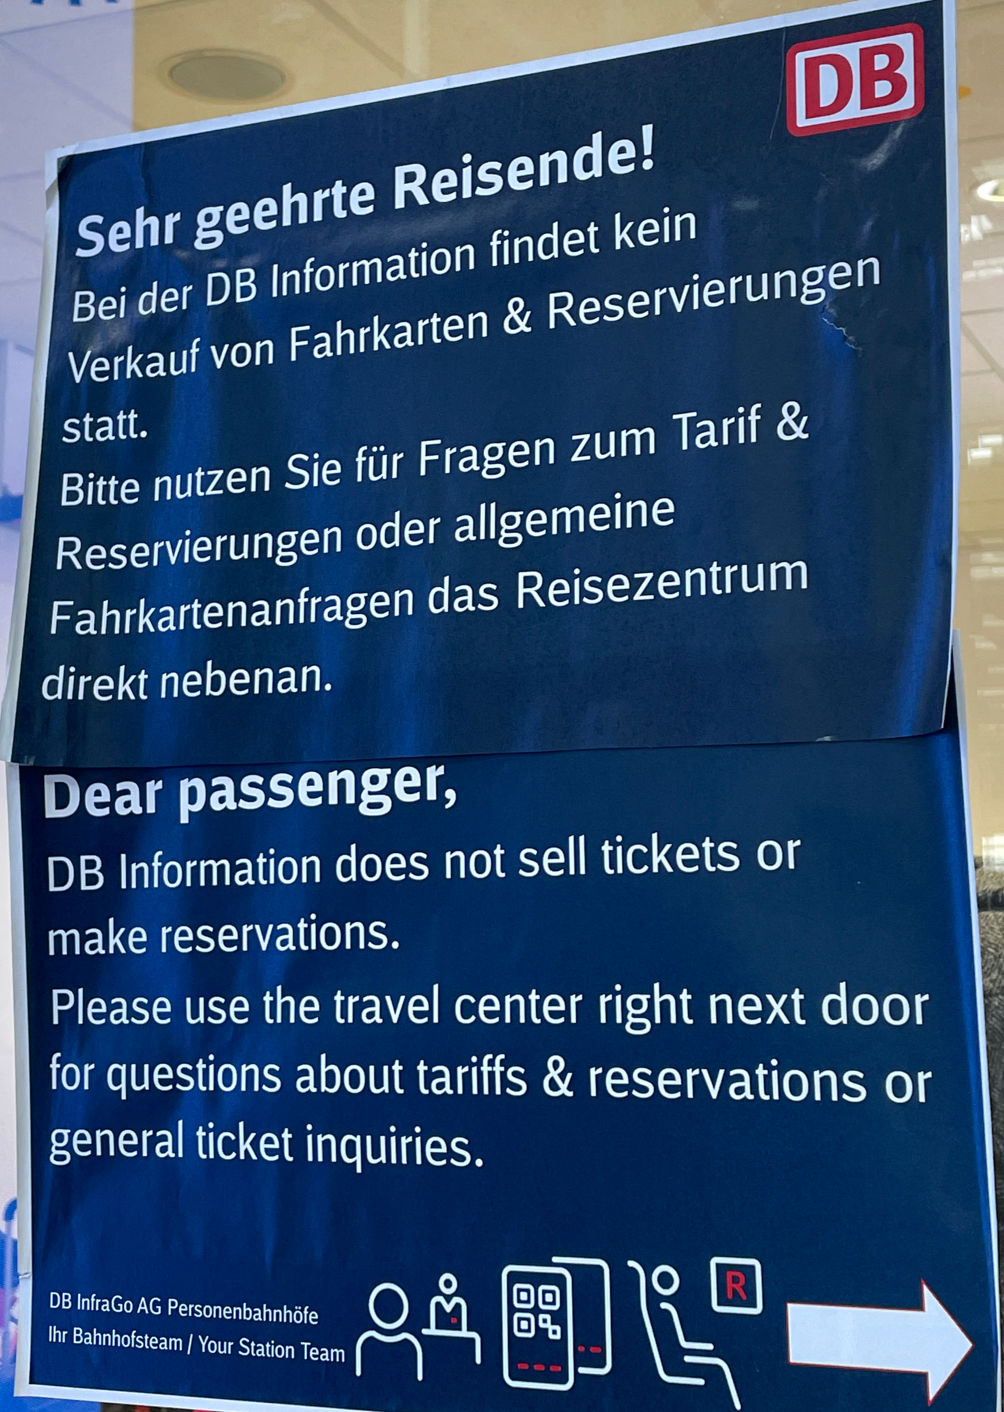 DB
Sehr geehrte Reisende!
Bei der DB Information findet kein
Verkauf von Fahrkarten & Reservierungen
statt.
Bitte nutzen Sie für Fragen zum Tarif &
Reservierungen oder allgemeine
Fahrkartenanfragen das Reisezentrum
direkt nebenan.
Dear passenger,
DB Information does not sell tickets or
make reservations.
Please use the travel center right next door
for questions about tariffs & reservations or
general ticket inquiries.
DB InfraGo AG Personenbahnhöfe
Ihr Bahnhofsteam / Your Station Team
R